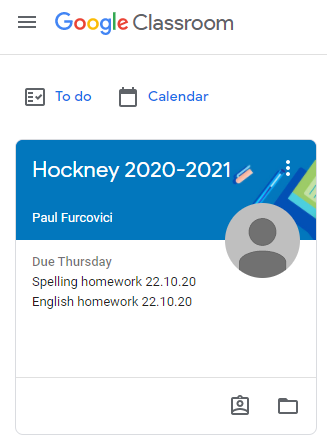 Google Classroom
To do
Calendar
Hockney 2020-2021
Paul Furcovici
Due Thursday
Spelling homework 22.10.20
English homework 22.10.20